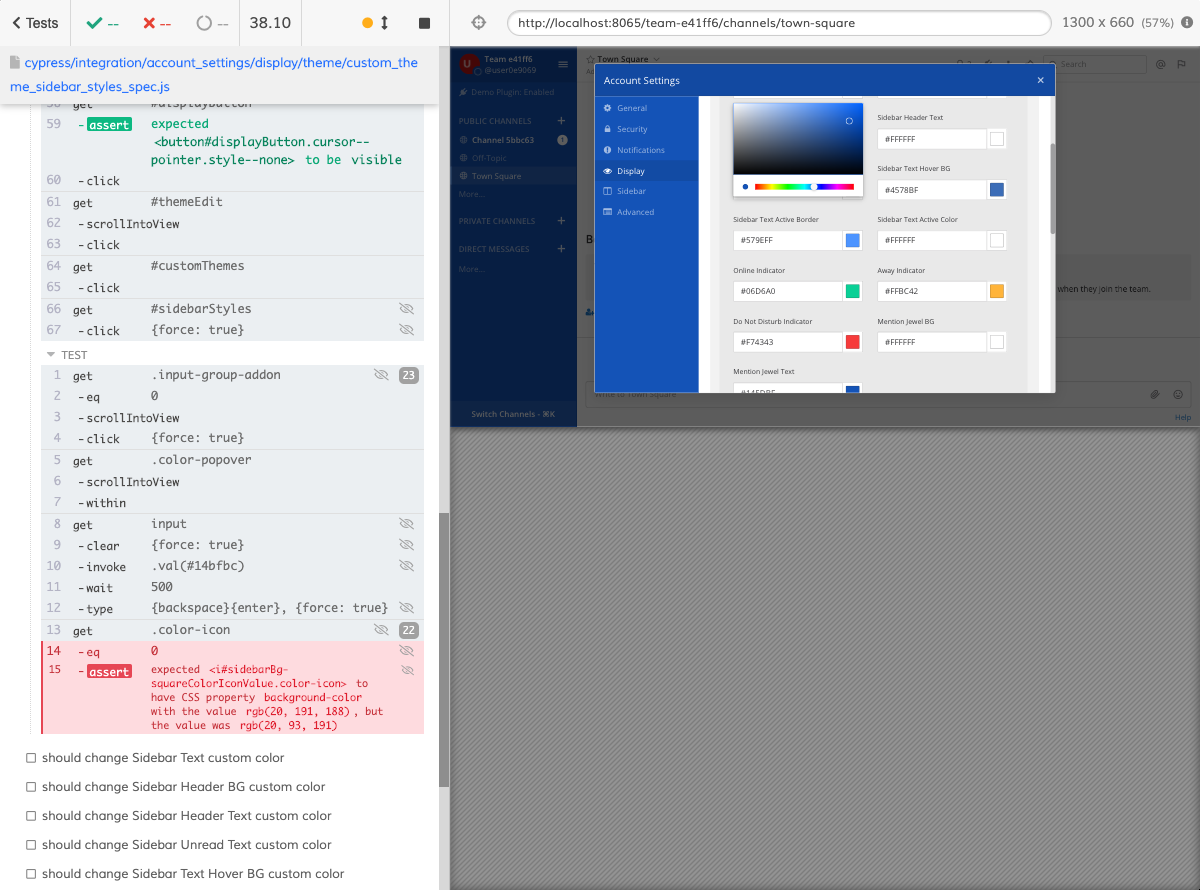 Tests
--
--
--
38.10
http://localhost:8065/team-e41ff6/channels/town-square
1300 x 660 (57%)
cypress/integration/account_settings/display/theme/custom_the
me_sidebar_styles_spec.js
58 get #displayButton
59 -assert expected
<button#displayButton.cursor--
pointer.style--none> to be visible
60 -click
61 get #themeEdit
62 -scrollIntoView
63 -click
64 get #customThemes
65 -click
66 get #sidebarStyles
67 -click {force: true}
TEST
1 get .input-group-addon 23
2 -eq 0
3 -scrollIntoView
4 -click {force: true}
5 get .color-popover
6 -scrollIntoView
7 -within
8 get input
9 -clear {force: true}
10 -invoke .val(#14bfbc)
11 -wait 500
12 -type {backspace}{enter}, {force: true}
13 get .color-icon 22
14 -eq 0
15 -assert expected <i#sidebarBg-
squareColorIconValue.color-icon> to
have CSS property background-color
with the value rgb(20, 191, 188), but
the value was rgb(20, 93, 191)
should change Sidebar Text custom color
should change Sidebar Header BG custom color
should change Sidebar Header Text custom color
should change Sidebar Unread Text custom color
should change Sidebar Text Hover BG custom color
U
Team e41ff6
@user0e9069
Demo Plugin: Enabled
PUBLIC CHANNELS +
Channel 5bbc63 1
Off-Topic
Town Square
More...
PRIVATE CHANNELS +
DIRECT MESSAGES +
More...
Switch Channels - ⌘K
Town Square
Search
when they join the team.
Write to Town Square
Help
Account Settings ×
General
Security
Notifications
Display
Sidebar
Advanced
Sidebar Header Text
#FFFFFF
Sidebar Text Hover BG
#4578BF
Sidebar Text Active Border
#579EFF
Sidebar Text Active Color
#FFFFFF
Online Indicator
#06D6A0
Away Indicator
#FFBC42
Do Not Disturb Indicator
#F74343
Mention Jewel BG
#FFFFFF
Mention Jewel Text
#145DBF